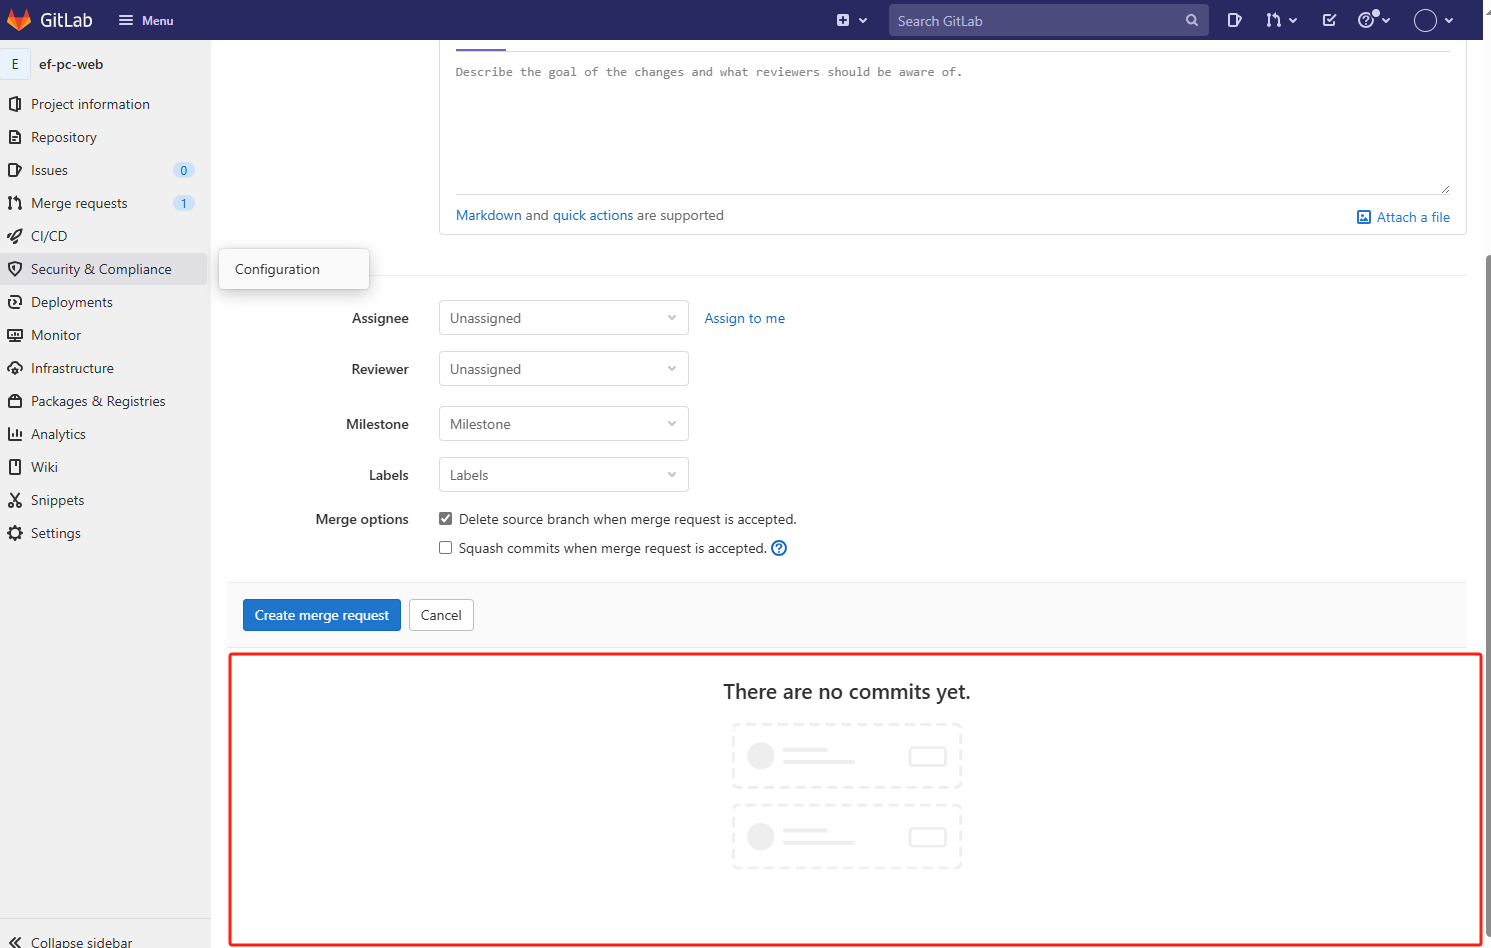 GitLab
Menu
Search GitLab
E
ef-pc-web
Project information
Repository
Issues
0
Merge requests
1
CI/CD
Security & Compliance
Deployments
Monitor
Infrastructure
Packages & Registries
Analytics
Wiki
Snippets
Settings
Collapse sidebar
Configuration
Describe the goal of the changes and what reviewers should be aware of.
Markdown and quick actions are supported
Attach a file
Assignee
Unassigned
Assign to me
Reviewer
Unassigned
Milestone
Milestone
Labels
Labels
Merge options
Delete source branch when merge request is accepted.
Squash commits when merge request is accepted.
Create merge request
Cancel
There are no commits yet.